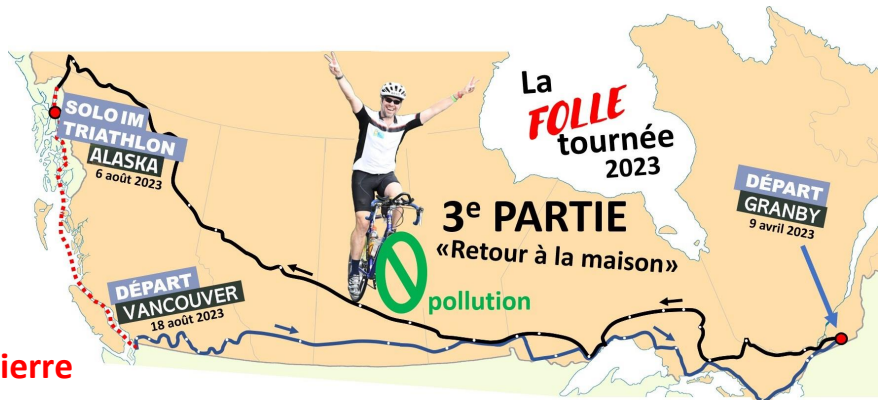 La
FOLLE
tournée
2023
SOLO IM
TRIATHLON
ALASKA
6 août 2023
DÉPART
GRANBY
9 avril 2023
3e PARTIE
«Retour à la maison»
pollution
DÉPART
VANCOUVER
18 août 2023
ierre